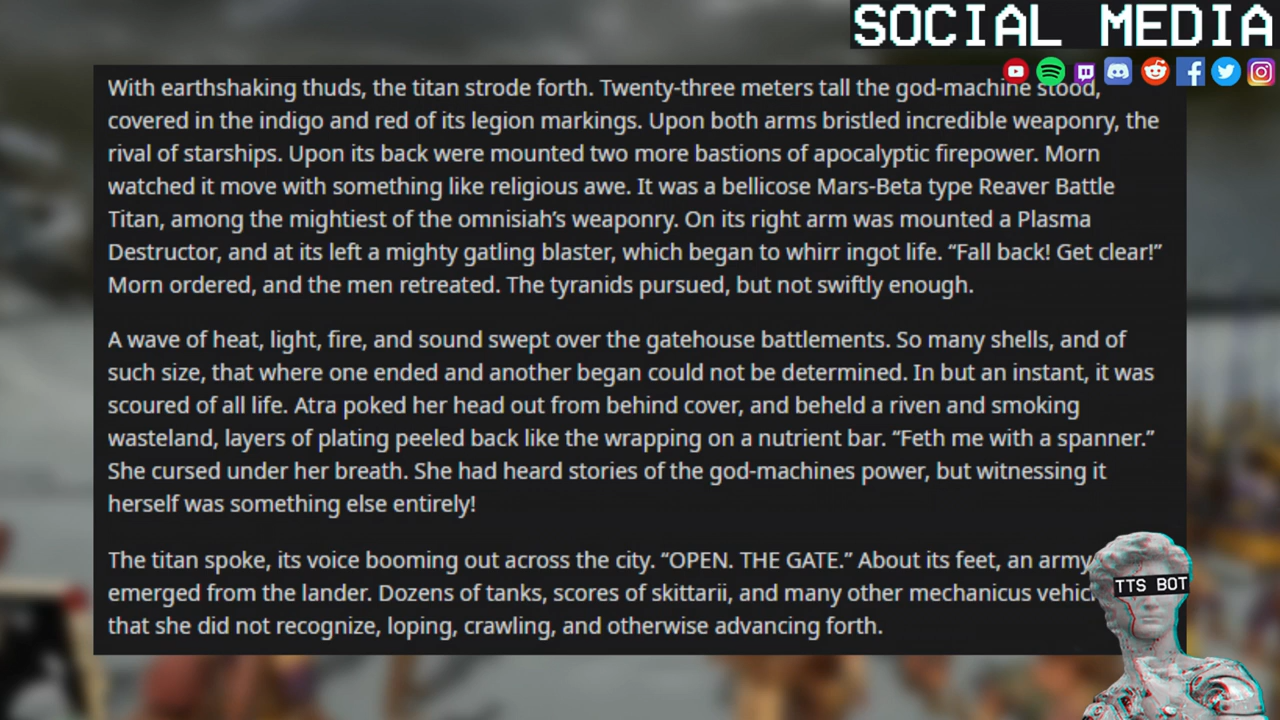 SOCIAL MEDIA
With earthshaking thuds, the titan strode forth. Twenty-three meters tall the god-machine stood,
covered in the indigo and red of its legion markings. Upon both arms bristled incredible weaponry, the
rival of starships. Upon its back were mounted two more bastions of apocalyptic firepower. Morn
watched it move with something like religious awe. It was a bellicose Mars-Beta type Reaver Battle
Titan, among the mightiest of the omnisiah’s weaponry. On its right arm was mounted a Plasma
Destructor, and at its left a mighty gatling blaster, which began to whirr ingot life. “Fall back! Get clear!”
Morn ordered, and the men retreated. The tyranids pursued, but not swiftly enough.
A wave of heat, light, fire, and sound swept over the gatehouse battlements. So many shells, and of
such size, that where one ended and another began could not be determined. In but an instant, it was
scoured of all life. Atra poked her head out from behind cover, and beheld a riven and smoking
wasteland, layers of plating peeled back like the wrapping on a nutrient bar. “Feth me with a spanner.”
She cursed under her breath. She had heard stories of the god-machines power, but witnessing it
herself was something else entirely!
The titan spoke, its voice booming out across the city. “OPEN. THE GATE.” About its feet, an army
emerged from the lander. Dozens of tanks, scores of skittarii, and many other mechanicus
that she did not recognize, loping, crawling, and otherwise advancing forth.
TTS BOT